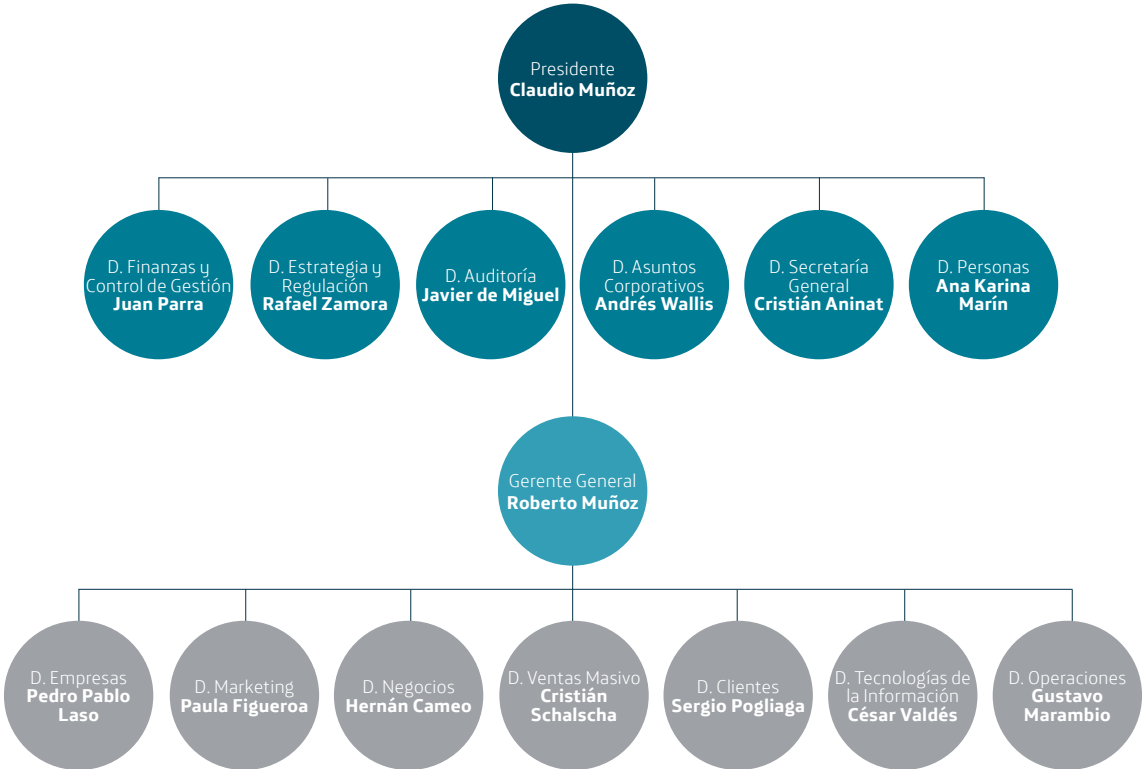 Presidente
Claudio Muñoz
D. Finanzas y
Control de Gestión
Juan Parra
D. Estrategia y
Regulación
Rafael Zamora
D. Auditoría
Javier de Miguel
D. Asuntos
Corporativos
Andrés Wallis
D. Secretaría
General
Cristián Aninat
D. Personas
Ana Karina
Marín
Gerente General
Roberto Muñoz
D. Empresas
Pedro Pablo
Laso
D. Marketing
Paula Figueroa
D. Negocios
Hernán Cameo
D. Ventas Masivo
Cristián
Schalscha
D. Clientes
Sergio Pogliaga
D. Tecnologías de
la Información
César Valdés
D. Operaciones
Gustavo
Marambio